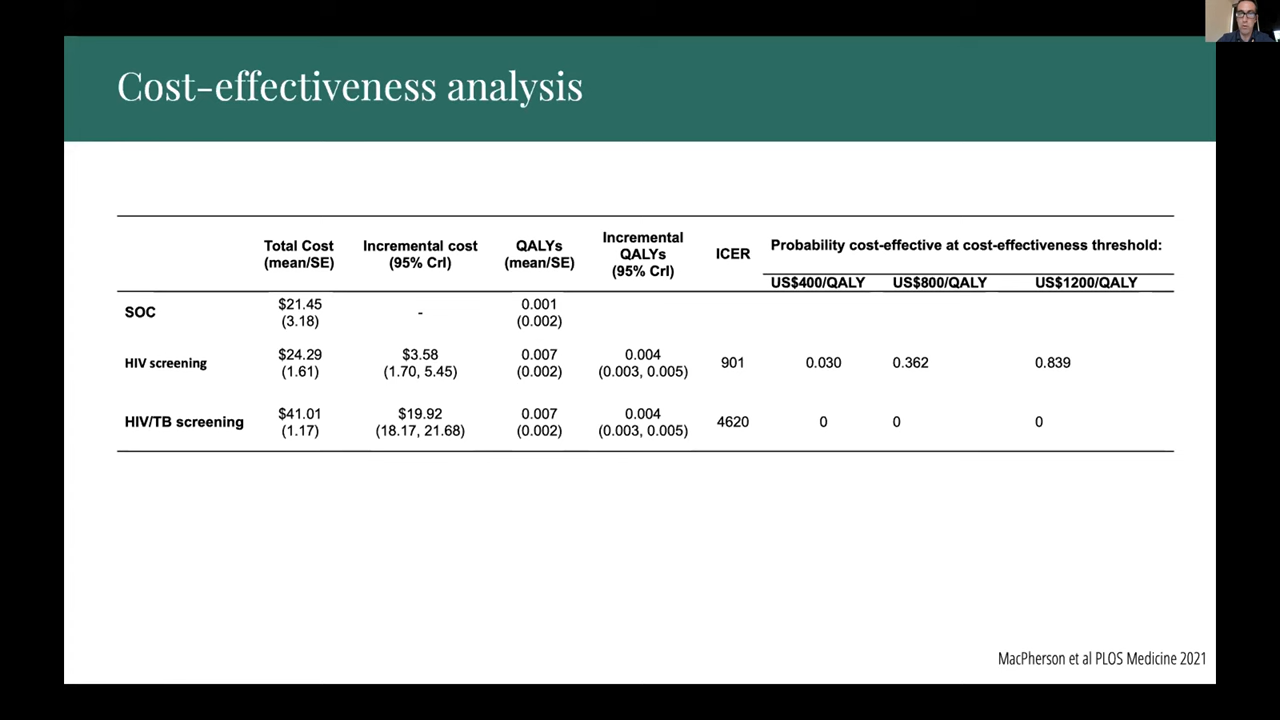 Cost-effectiveness analysis
Total Cost (mean/SE) Incremental cost (95% CrI) QALYs (mean/SE) Incremental QALYs (95% CrI) ICER Probability cost-effective at cost-effectiveness threshold:
US$400/QALY US$800/QALY US$1200/QALY
SOC $21.45 (3.18) - 0.001 (0.002)
HIV screening $24.29 (1.61) $3.58 (1.70, 5.45) 0.007 (0.002) 0.004 (0.003, 0.005) 901 0.030 0.362 0.839
HIV/TB screening $41.01 (1.17) $19.92 (18.17, 21.68) 0.007 (0.002) 0.004 (0.003, 0.005) 4620 0 0 0
MacPherson et al PLOS Medicine 2021